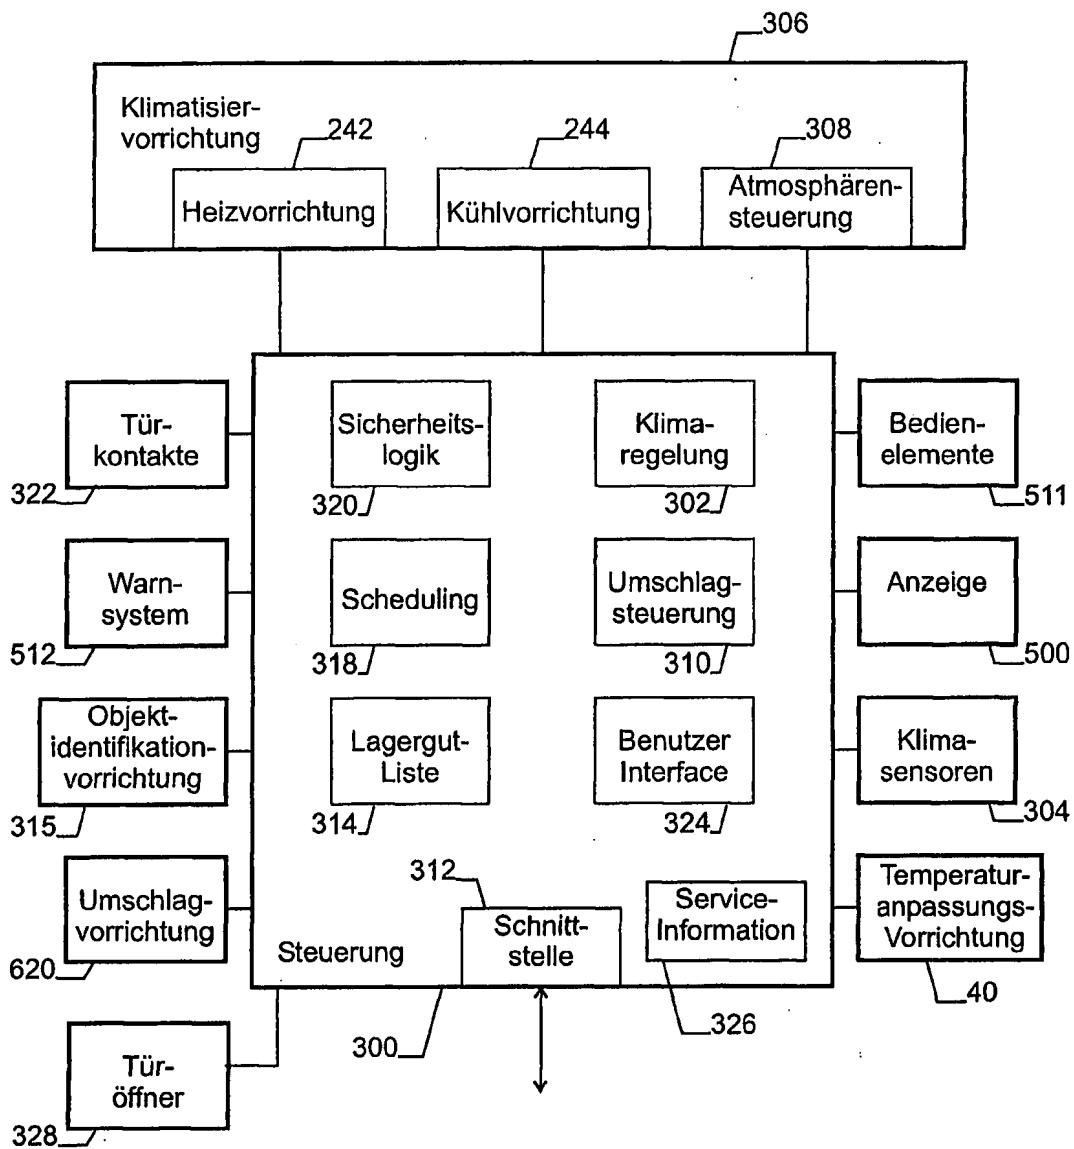 306
Klimatisier-
vorrichtung
242
244
308
Heizvorrichtung
Kühlvorrichtung
Atmosphären-
steuerung
Tür-
kontakte
322
Sicherheits-
logik
320
Klima-
regelung
302
Bedien-
elemente
511
Warn-
system
512
Scheduling
318
Umschlag-
steuerung
310
Anzeige
500
Objekt-
identifikation-
vorrichtung
315
Lagergut-
Liste
314
Benutzer
Interface
324
Klima-
sensoren
304
Umschlag-
vorrichtung
620
Steuerung
300
312
Schnitt-
stelle
Service-
Information
326
Temperatur-
anpassungs-
Vorrichtung
40
Tür-
öffner
328